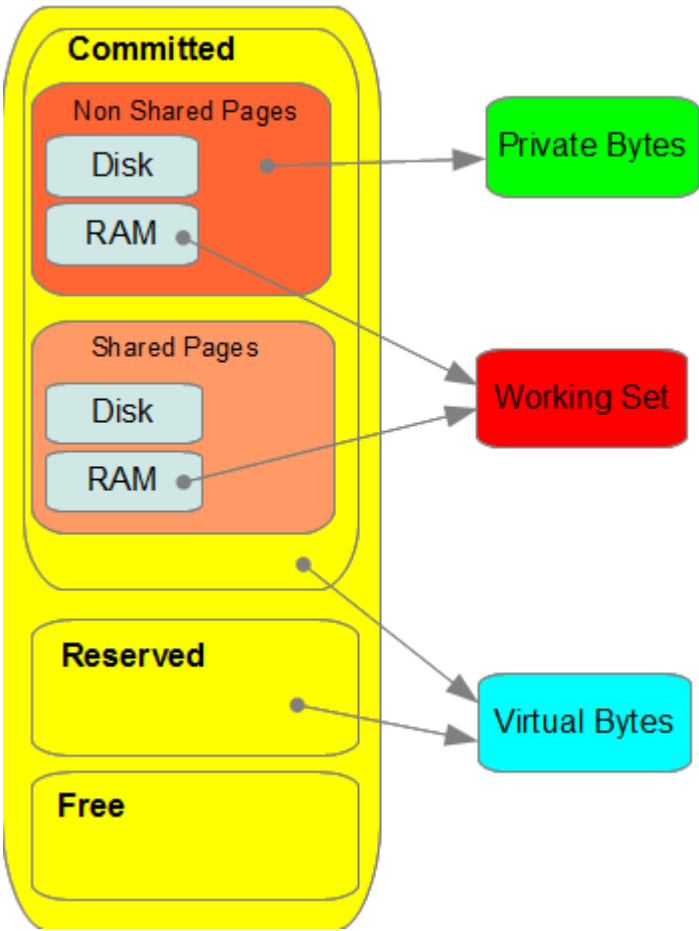 Committed
Non Shared Pages
Disk
RAM
Shared Pages
Disk
RAM
Reserved
Free
Private Bytes
Working Set
Virtual Bytes